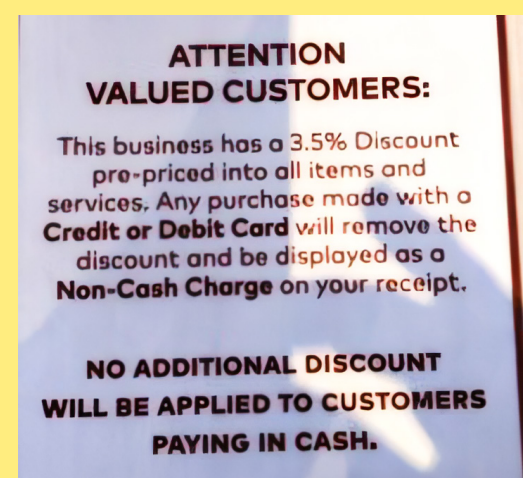 ATTENTION
VALUED CUSTOMERS:
This business has a 3.5% Discount
pre-priced into all items and
services. Any purchase made with a
Credit or Debit Card will remove the
discount and be displayed as a
Non-Cash Charge on your receipt.
NO ADDITIONAL DISCOUNT
WILL BE APPLIED TO CUSTOMERS
PAYING IN CASH.